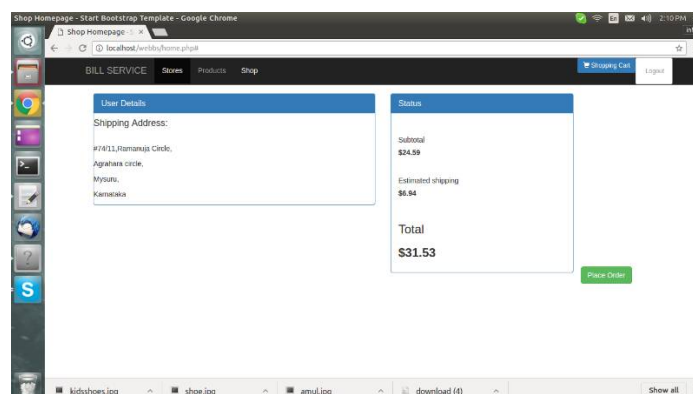 Shop Homepage - Start Bootstrap Template - Google Chrome
En
2:10 PM
Shop Homepage - S
localhost/webbs/home.php#
BILL SERVICE Stores Products Shop
Shopping Cart
Logout
User Details
Shipping Address:
#74/11,Ramanuja Circle,
Agrahara circle,
Mysuru,
Karnataka
Status
Subtotal
$24.59
Estimated shipping
$6.94
Total
$31.53
Place Order
kidsshoes.jpg
shoe.jpg
amul.jpg
download (4)
Show all